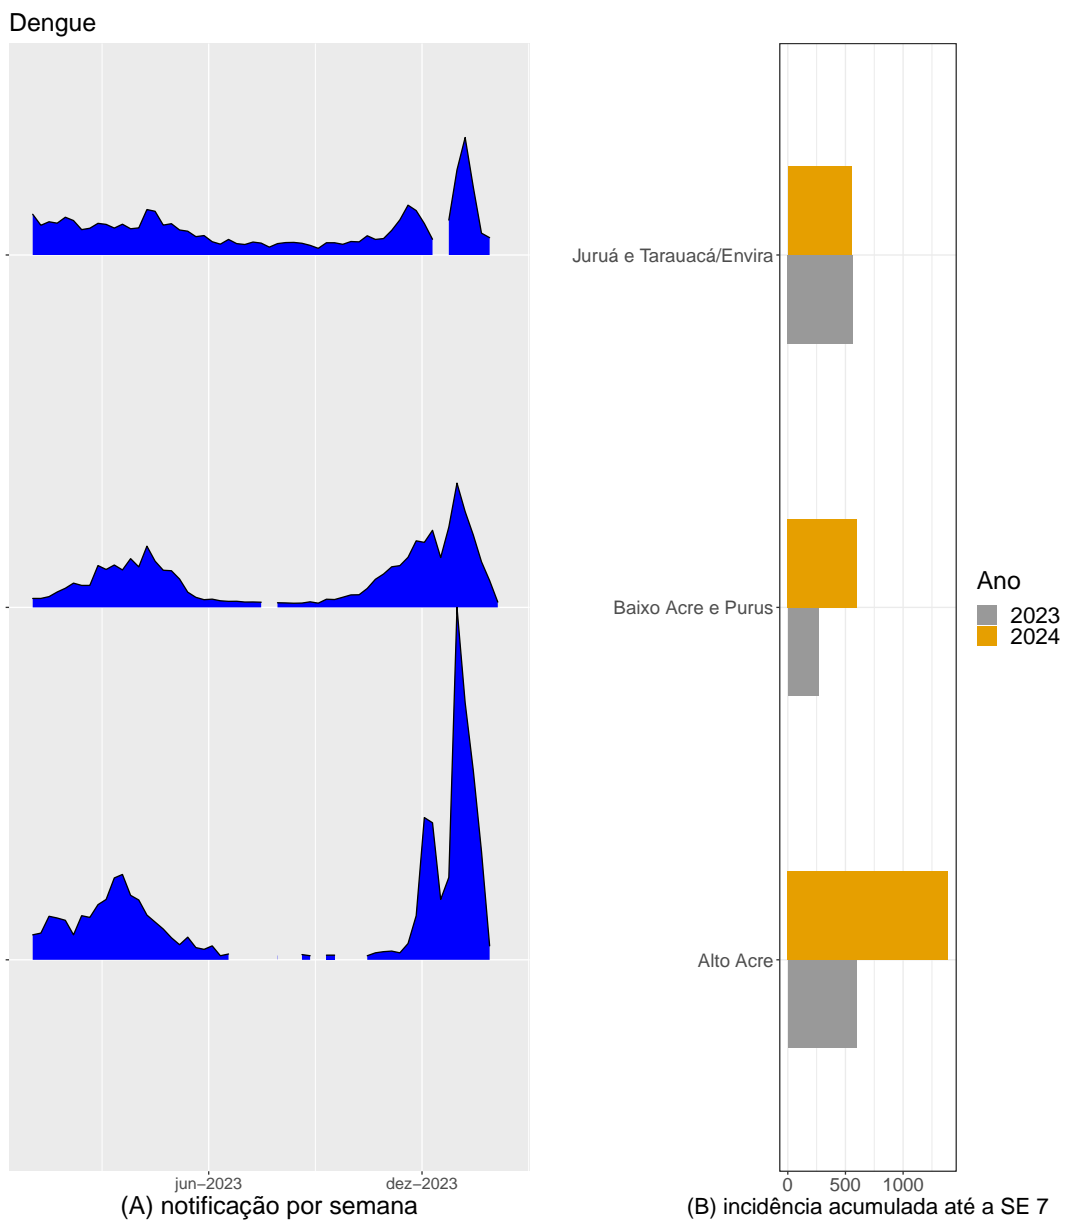 Dengue
Juruá e Tarauacá/Envira
Baixo Acre e Purus
Alto Acre
Ano
2023
2024
jun−2023
dez−2023
0
500
1000
(A) notificação por semana
(B) incidência acumulada até a SE 7